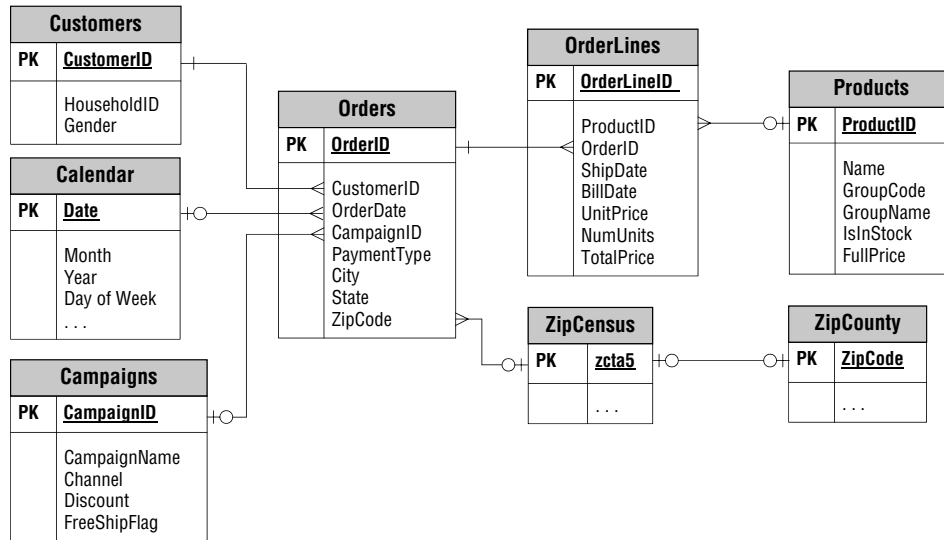 Customers
PK CustomerID
HouseholdID
Gender
Calendar
PK Date
Month
Year
Day of Week
. . .
Campaigns
PK CampaignID
CampaignName
Channel
Discount
FreeShipFlag
Orders
PK OrderID
CustomerID
OrderDate
CampaignID
PaymentType
City
State
ZipCode
OrderLines
PK OrderLineID
ProductID
OrderID
ShipDate
BillDate
UnitPrice
NumUnits
TotalPrice
Products
PK ProductID
Name
GroupCode
GroupName
IsInStock
FullPrice
ZipCensus
PK zcta5
. . .
ZipCounty
PK ZipCode
. . .